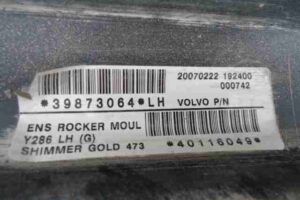 20070222 192400
000742
*39873064*LH VOLVO P/N
ENS ROCKER MOUL
Y286 LH (G)
SHIMMER GOLD 473 *40116049*